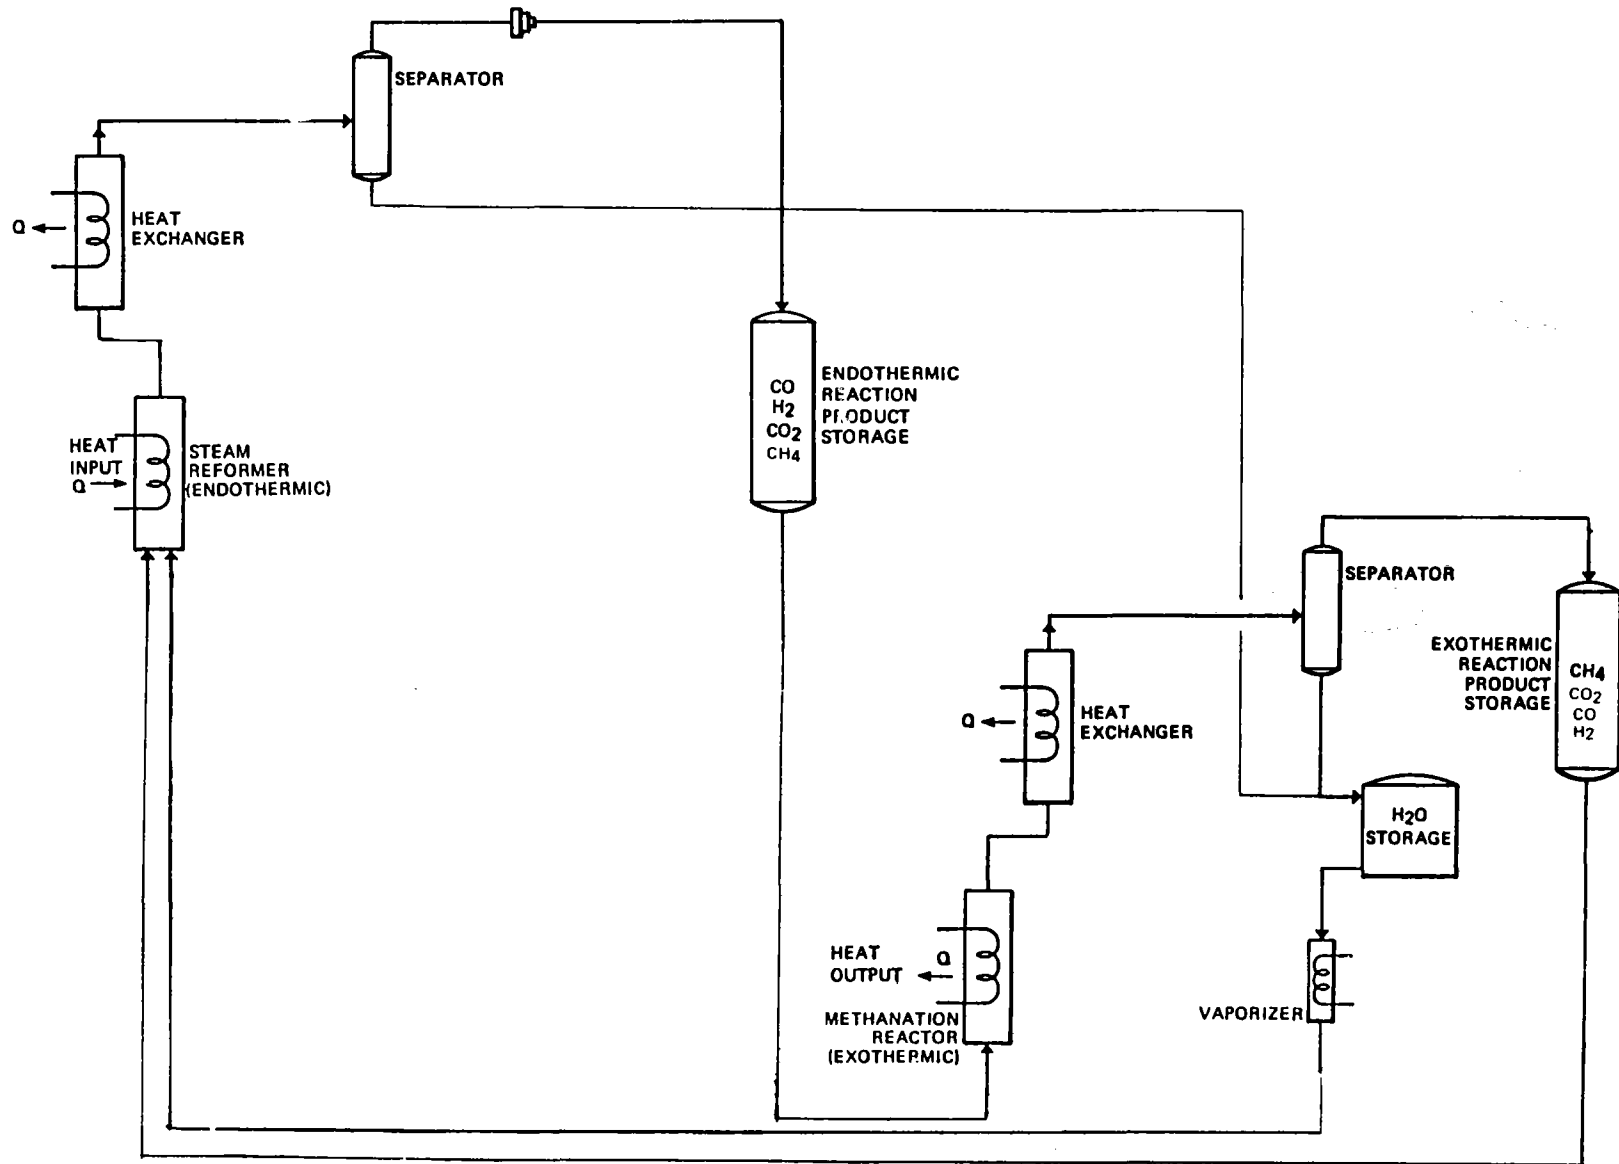 SEPARATOR
Q
HEAT
EXCHANGER
HEAT
INPUT
Q
STEAM
REFORMER
(ENDOTHERMIC)
CO
H2
CO2
CH4
ENDOTHERMIC
REACTION
PRODUCT
STORAGE
SEPARATOR
EXOTHERMIC
REACTION
PRODUCT
STORAGE
CH4
CO2
CO
H2
Q
HEAT
EXCHANGER
H2O
STORAGE
HEAT
OUTPUT
Q
METHANATION
REACTOR
(EXOTHERMIC)
VAPORIZER